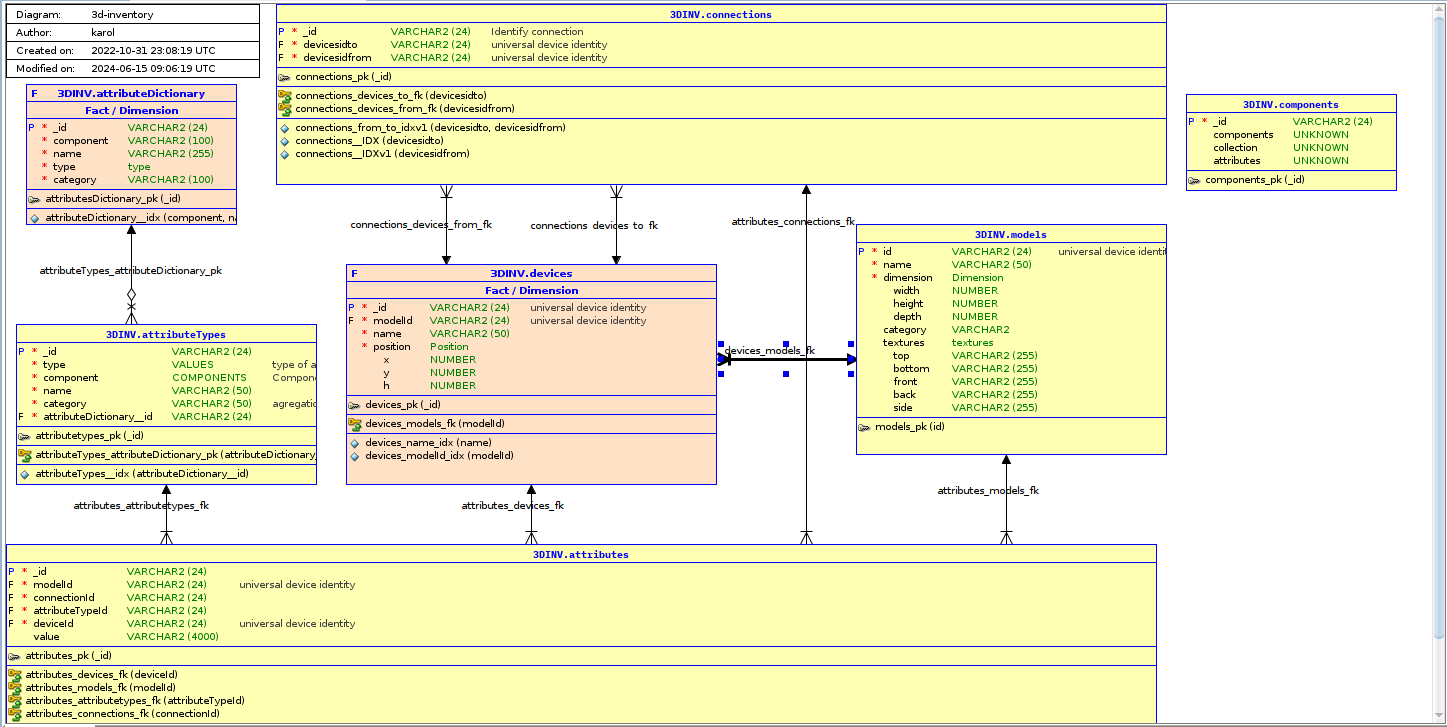 Diagram: 3d-inventory
Author: karol
Created on: 2022-10-31 23:08:19 UTC
Modified on: 2024-06-15 09:06:19 UTC
3DINV.connections
P * _id VARCHAR2 (24) Identify connection
F * devicesidto VARCHAR2 (24) universal device identity
F * devicesidfrom VARCHAR2 (24) universal device identity
connections_pk (_id)
connections_devices_to_fk (devicesidto)
connections_devices_from_fk (devicesidfrom)
connections_from_to_idxv1 (devicesidto, devicesidfrom)
connections__IDX (devicesidto)
connections__IDXv1 (devicesidfrom)
F 3DINV.attributeDictionary
Fact / Dimension
P * _id VARCHAR2 (24)
* component VARCHAR2 (100)
* name VARCHAR2 (255)
* type type
* category VARCHAR2 (100)
attributesDictionary_pk (_id)
attributeDictionary__idx (component, na
3DINV.components
P * _id VARCHAR2 (24)
components UNKNOWN
collection UNKNOWN
attributes UNKNOWN
components_pk (_id)
connections_devices_from_fk
connections_devices_to_fk
attributes_connections_fk
attributeTypes_attributeDictionary_pk
3DINV.models
P * id VARCHAR2 (24) universal device identit
* name VARCHAR2 (50)
* dimension Dimension
width NUMBER
height NUMBER
depth NUMBER
category VARCHAR2
textures textures
top VARCHAR2 (255)
bottom VARCHAR2 (255)
front VARCHAR2 (255)
back VARCHAR2 (255)
side VARCHAR2 (255)
models_pk (id)
F 3DINV.devices
Fact / Dimension
P * _id VARCHAR2 (24) universal device identity
F * modelId VARCHAR2 (24) universal device identity
* name VARCHAR2 (50)
* position Position
x NUMBER
y NUMBER
h NUMBER
devices_pk (_id)
devices_models_fk (modelId)
devices_name_idx (name)
devices_modelId_idx (modelId)
devices_models_fk
3DINV.attributeTypes
P * _id VARCHAR2 (24)
* type VALUES type of a
* component COMPONENTS Compon
* name VARCHAR2 (50)
* category VARCHAR2 (50) agregatio
F * attributeDictionary__id VARCHAR2 (24)
attributetypes_pk (_id)
attributeTypes_attributeDictionary_pk (attributeDictionary_
attributeTypes__idx (attributeDictionary__id)
attributes_attributetypes_fk
attributes_devices_fk
attributes_models_fk
3DINV.attributes
P * _id VARCHAR2 (24)
F * modelId VARCHAR2 (24) universal device identity
F * connectionId VARCHAR2 (24)
F * attributeTypeId VARCHAR2 (24)
F * deviceId VARCHAR2 (24) universal device identity
value VARCHAR2 (4000)
attributes_pk (_id)
attributes_devices_fk (deviceId)
attributes_models_fk (modelId)
attributes_attributetypes_fk (attributeTypeId)
attributes_connections_fk (connectionId)